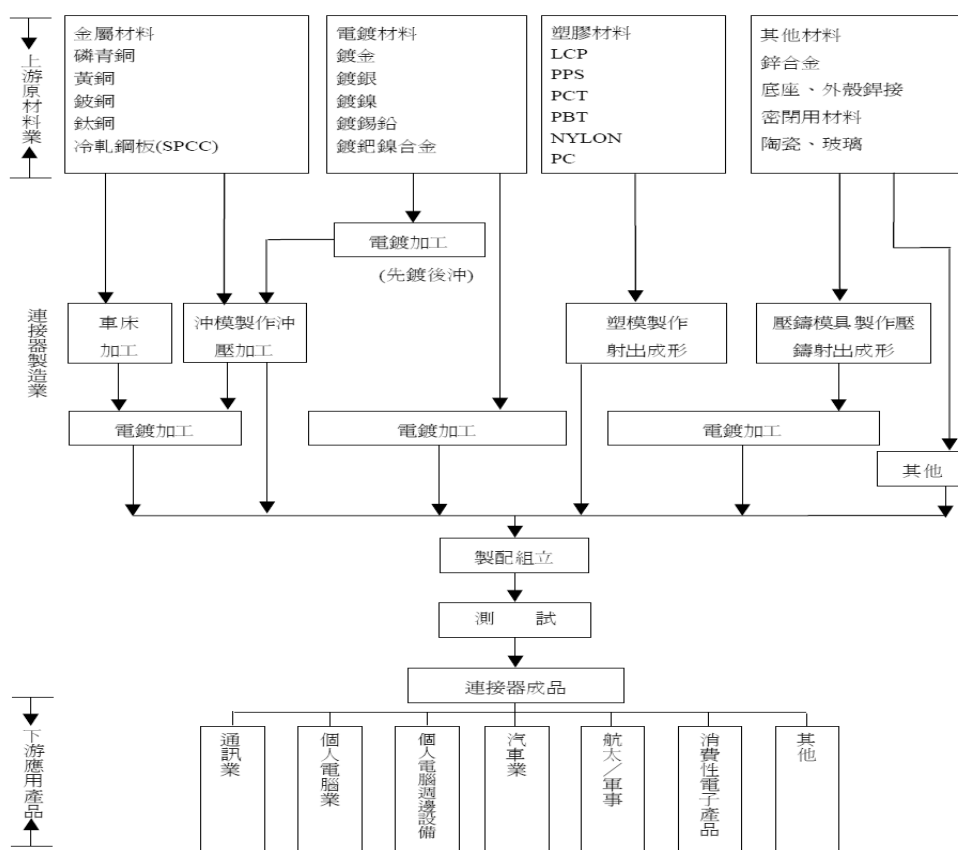 上游原材料業
金屬材料
磷青銅
黃銅
鈹銅
鈦銅
冷軋鋼板(SPCC)
電鍍材料
鍍金
鍍銀
鍍鎳
鍍錫鉛
鍍鈀鎳合金
塑膠材料
LCP
PPS
PCT
PBT
NYLON
PC
其他材料
鋅合金
底座、外殼銲接
密閉用材料
陶瓷、玻璃
連接器製造業
電鍍加工
(先鍍後沖)
車床
加工
沖模製作沖
壓加工
塑模製作
射出成形
壓鑄模具製作壓
鑄射出成形
電鍍加工
電鍍加工
電鍍加工
其他
製配組立
測 試
連接器成品
下游應用產品
通訊業
個人電腦業
個人電腦週邊設備
汽車業
航太／軍事
消費性電子產品
其他